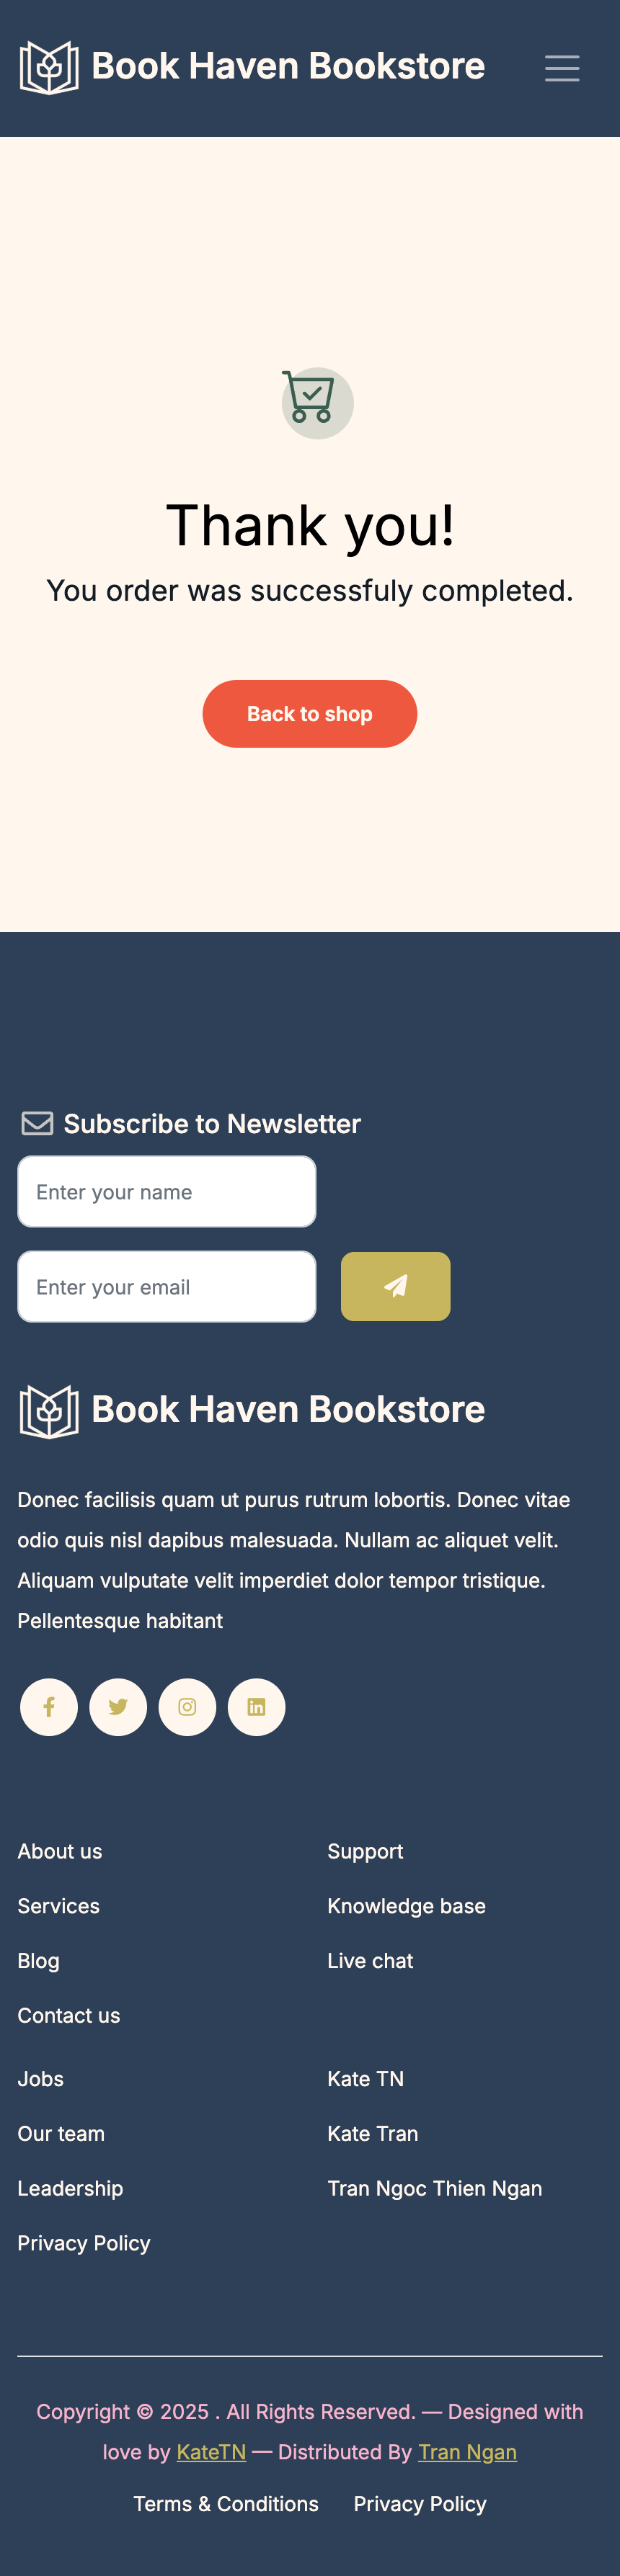 Book Haven Bookstore
Thank you!
You order was successfuly completed.
Back to shop
Subscribe to Newsletter
Enter your name
Enter your email
Book Haven Bookstore
Donec facilisis quam ut purus rutrum lobortis. Donec vitae
odio quis nisl dapibus malesuada. Nullam ac aliquet velit.
Aliquam vulputate velit imperdiet dolor tempor tristique.
Pellentesque habitant
About us
Services
Blog
Contact us
Support
Knowledge base
Live chat
Jobs
Our team
Leadership
Privacy Policy
Kate TN
Kate Tran
Tran Ngoc Thien Ngan
Copyright © 2025 . All Rights Reserved. — Designed with
love by KateTN — Distributed By Tran Ngan
Terms & Conditions Privacy Policy